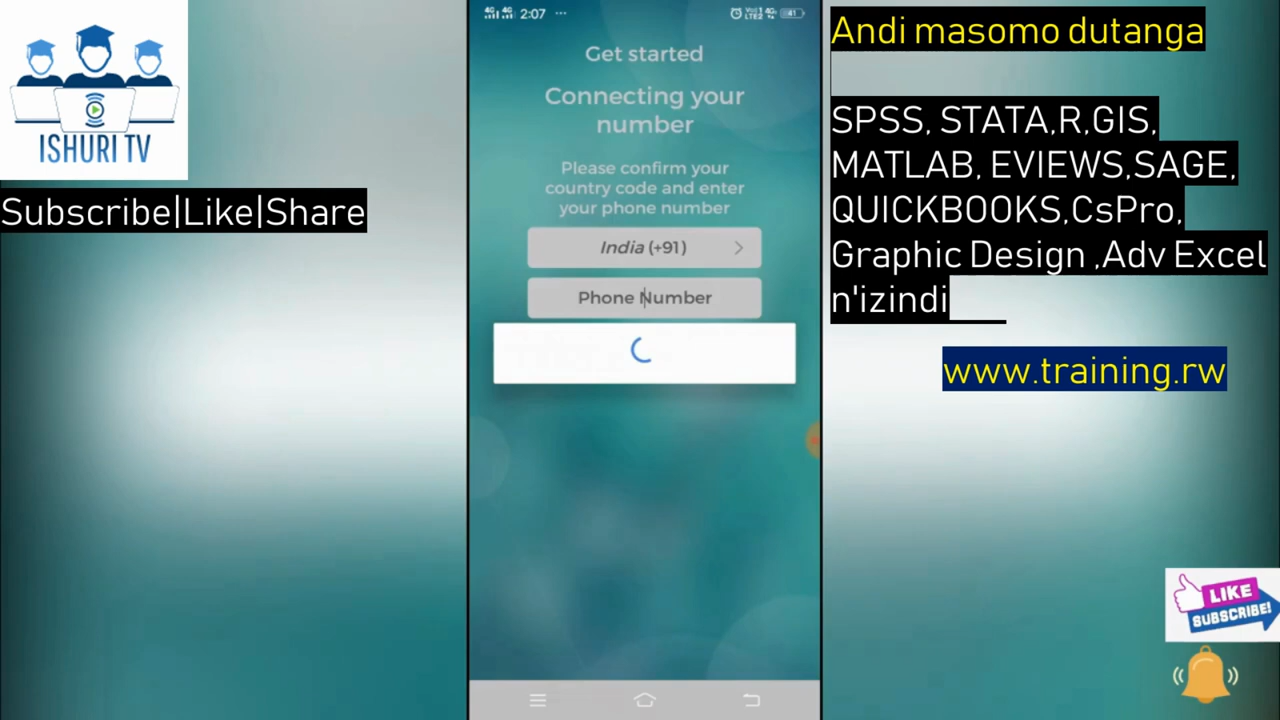 ISHURI TV
Subscribe|Like|Share
2:07 ...
Get started
Connecting your
number
Please confirm your
country code and enter
your phone number
India (+91)
Phone Number
Andi masomo dutanga
SPSS, STATA,R,GIS,
MATLAB, EVIEWS,SAGE,
QUICKBOOKS,CsPro,
Graphic Design ,Adv Excel
n'izindi
www.training.rw
LIKE
SUBSCRIBE!